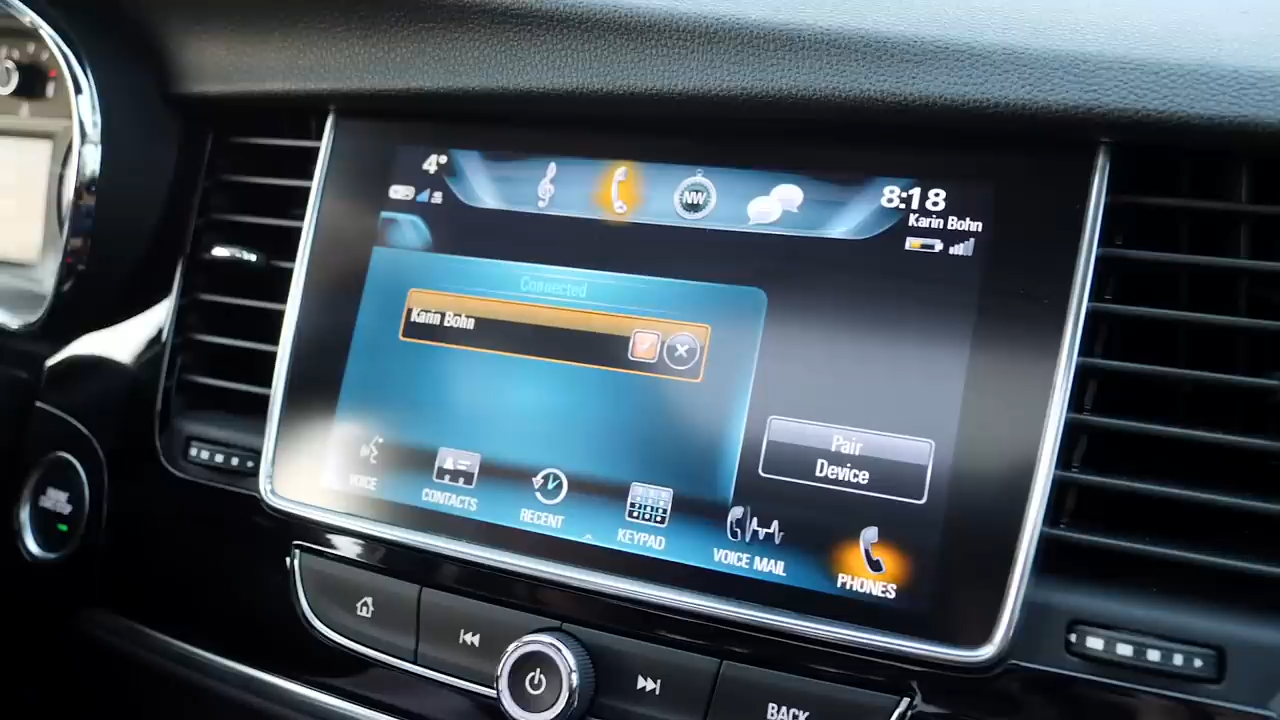 4°
NW
8:18
Karin Bohn
Connected
Karin Bohn
Pair
Device
VOICE
CONTACTS
RECENT
KEYPAD
VOICE MAIL
PHONES
BACK